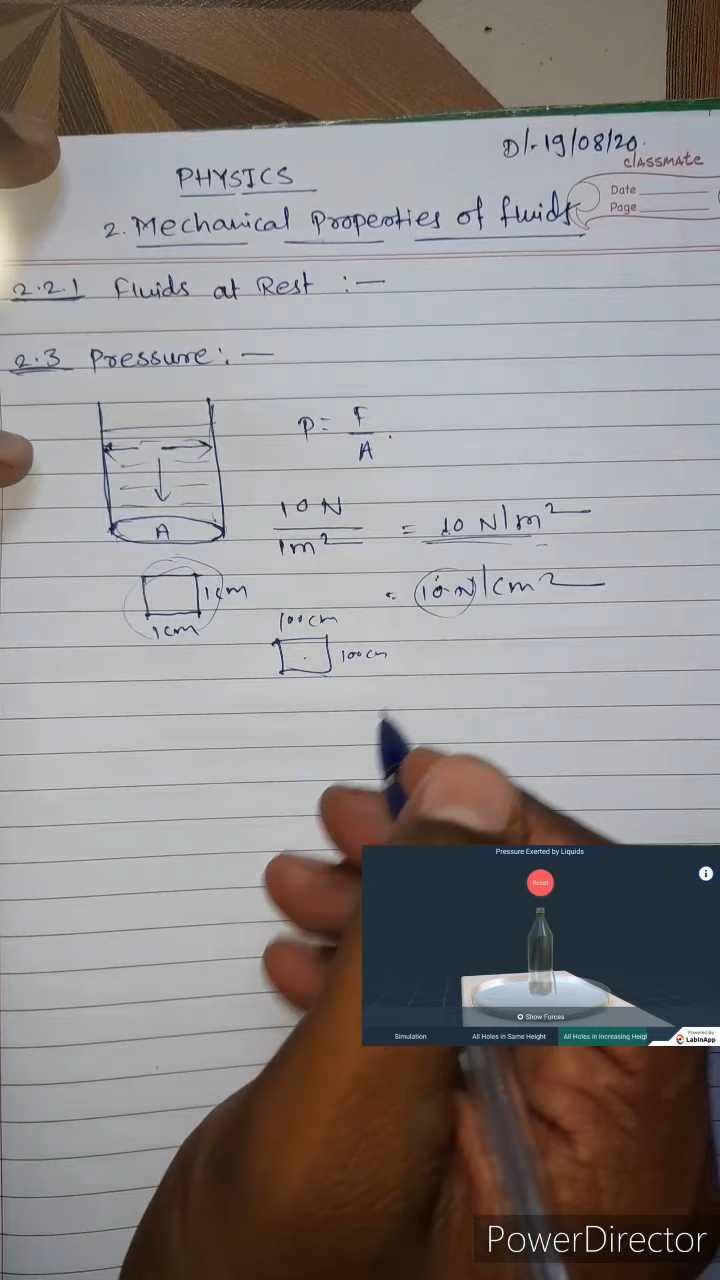 D/- 19/08/20.
classmate
PHYSICS
Date
Page
2. Mechanical Properties of fluids
2.2.1 Fluids at Rest :—
2.3 Pressure :—
P = F/A.
A
10 N / 1m² = 10 N/m²
1cm
= 10 N/cm²
1cm
100cm
100cm
Pressure Exerted by Liquids
i
Reset
Show Forces
Simulation
All Holes in Same Height
All Holes in Increasing Heigh
Powered By
LabInApp
PowerDirector